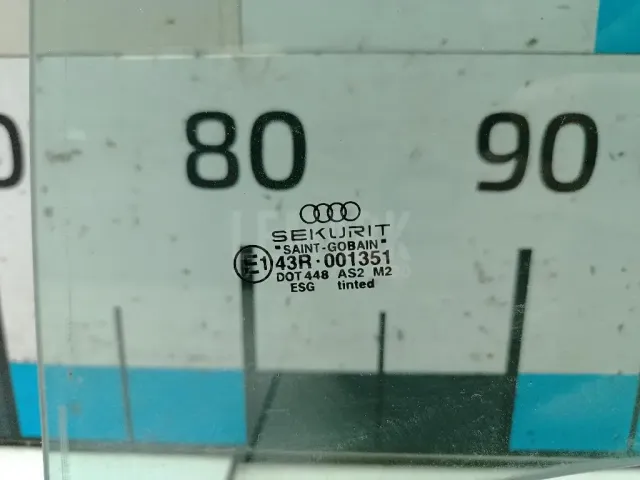 80 90
SEKURIT
"SAINT-GOBAIN"
E1 43R-001351
DOT 448 AS2 M2
ESG tinted